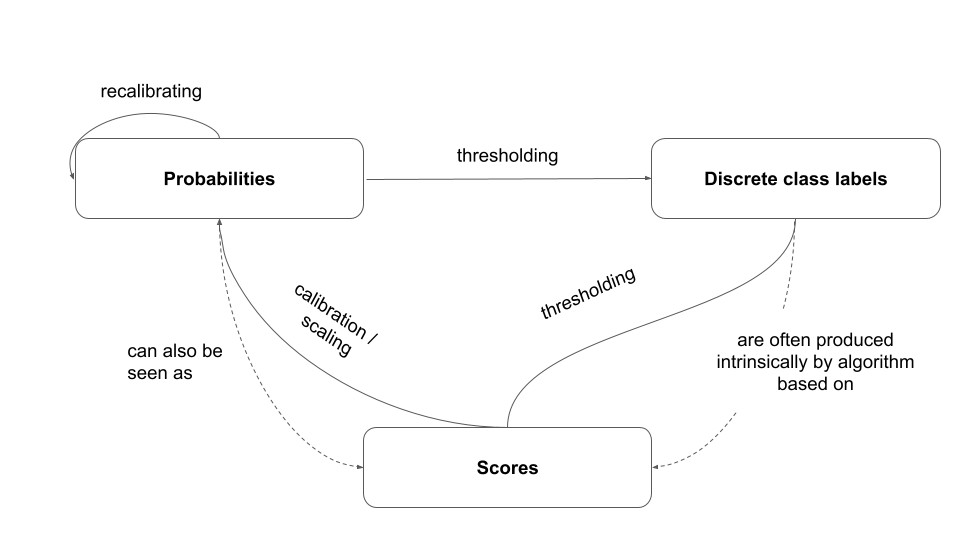 recalibrating
thresholding
Probabilities
Discrete class labels
calibration /
scaling
thresholding
can also be
seen as
are often produced
intrinsically by algorithm
based on
Scores